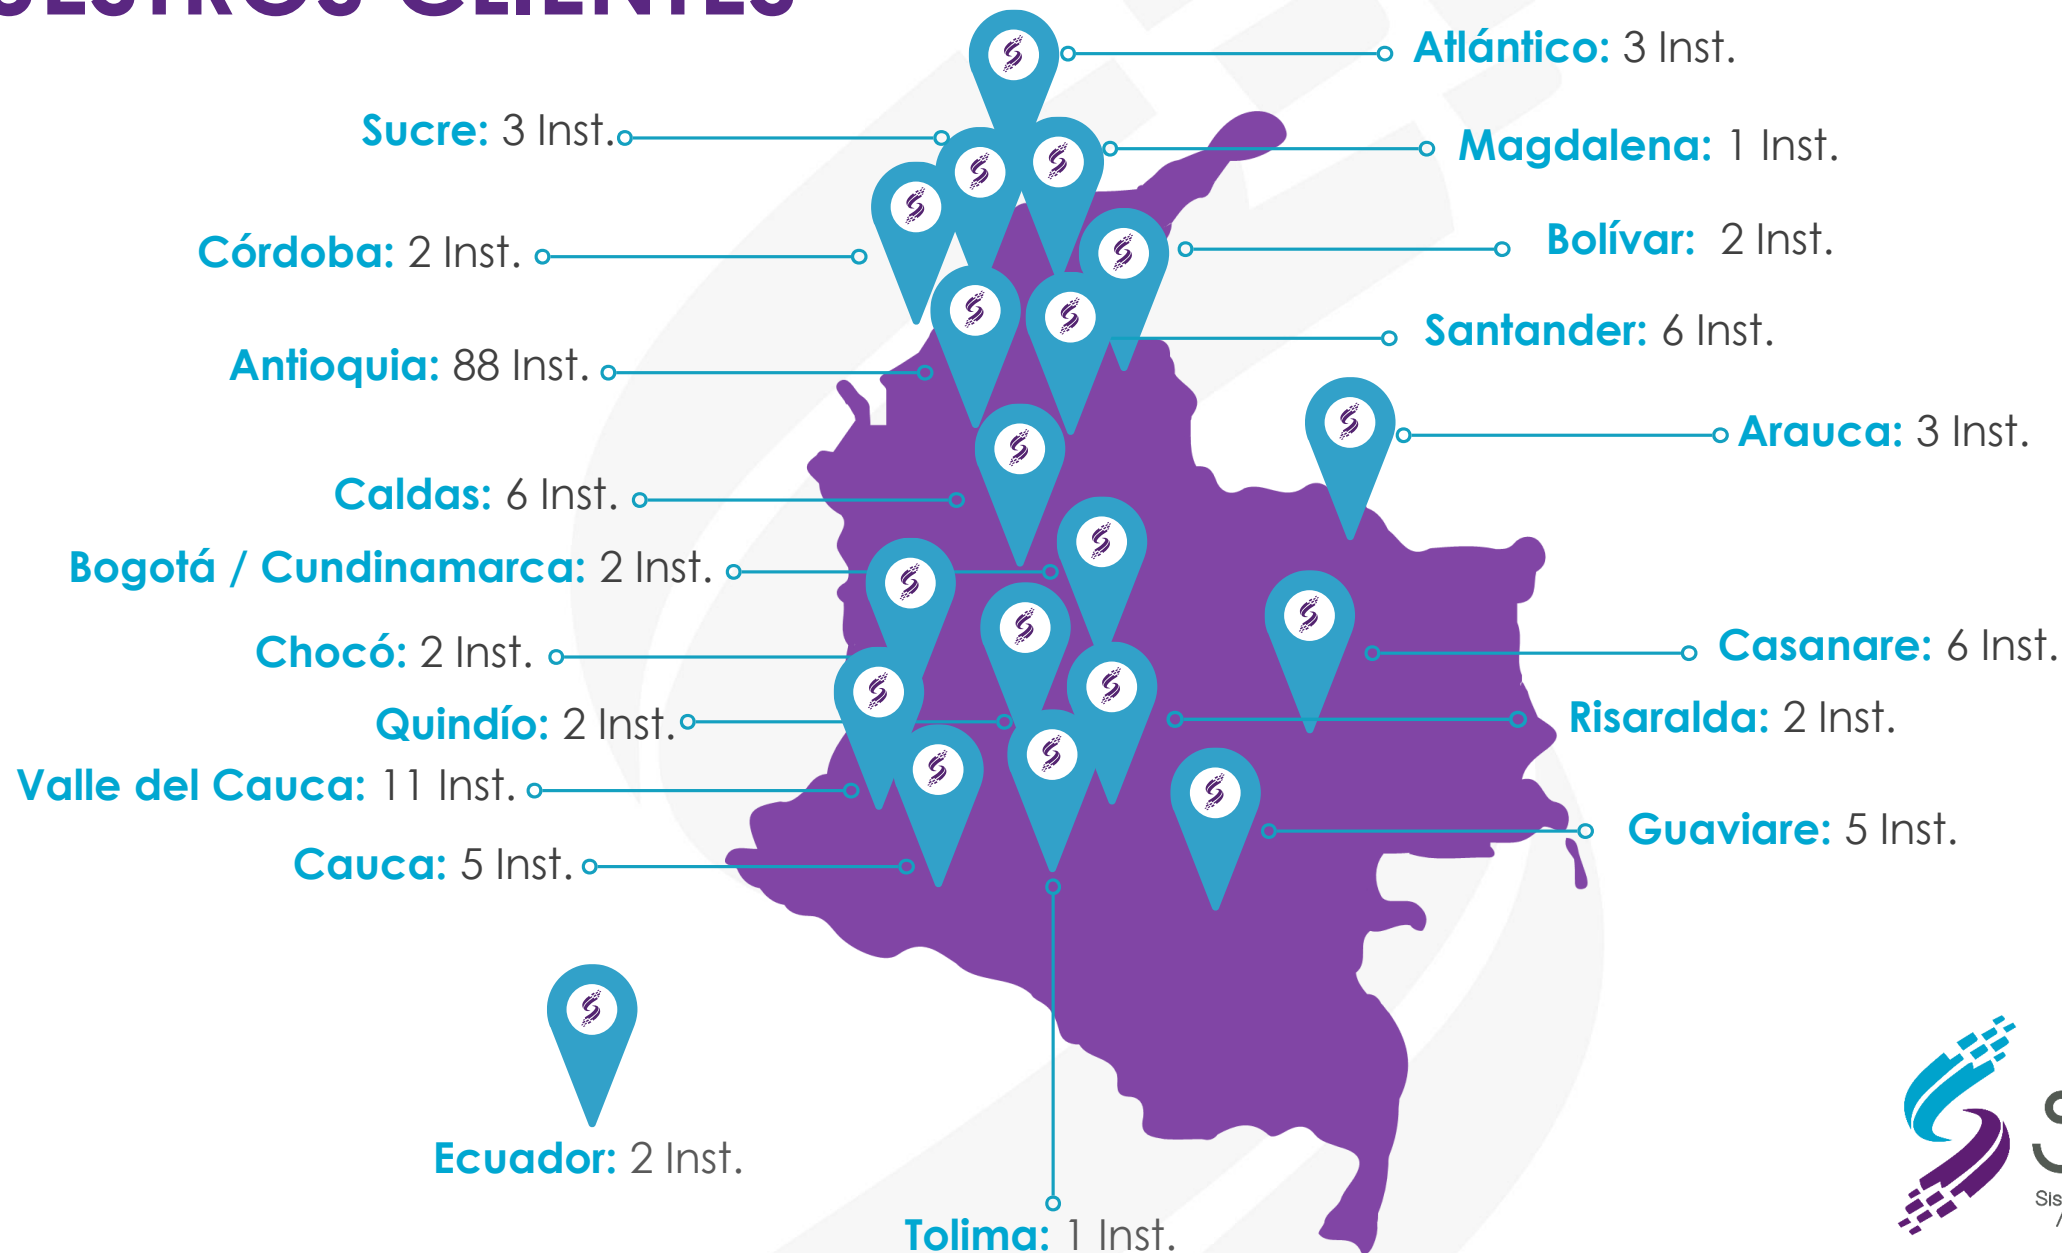 CLIENTES
Atlántico: 3 Inst.
Sucre: 3 Inst.
Magdalena: 1 Inst.
Córdoba: 2 Inst.
Bolívar: 2 Inst.
Santander: 6 Inst.
Antioquia: 88 Inst.
Arauca: 3 Inst.
Caldas: 6 Inst.
Bogotá / Cundinamarca: 2 Inst.
Chocó: 2 Inst.
Casanare: 6 Inst.
Quindío: 2 Inst.
Risaralda: 2 Inst.
Valle del Cauca: 11 Inst.
Guaviare: 5 Inst.
Cauca: 5 Inst.
Ecuador: 2 Inst.
Tolima: 1 Inst.